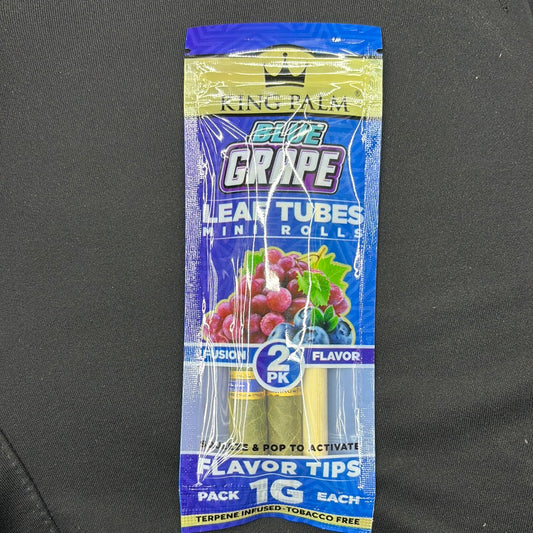 KING PALM®
BLUE
GRAPE
LEAF TUBES
MINI ROLLS
FUSION 2 PK FLAVOR
SQUEEZE & POP TO ACTIVATE
FLAVOR TIPS
PACK 1G EACH
TERPENE INFUSED • TOBACCO FREE